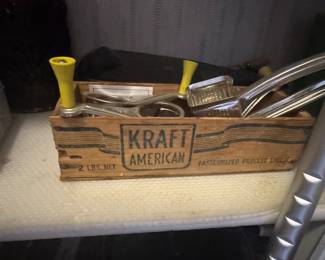 KRAFT
AMERICAN
2 LBS. NET
PASTEURIZED PROCESS